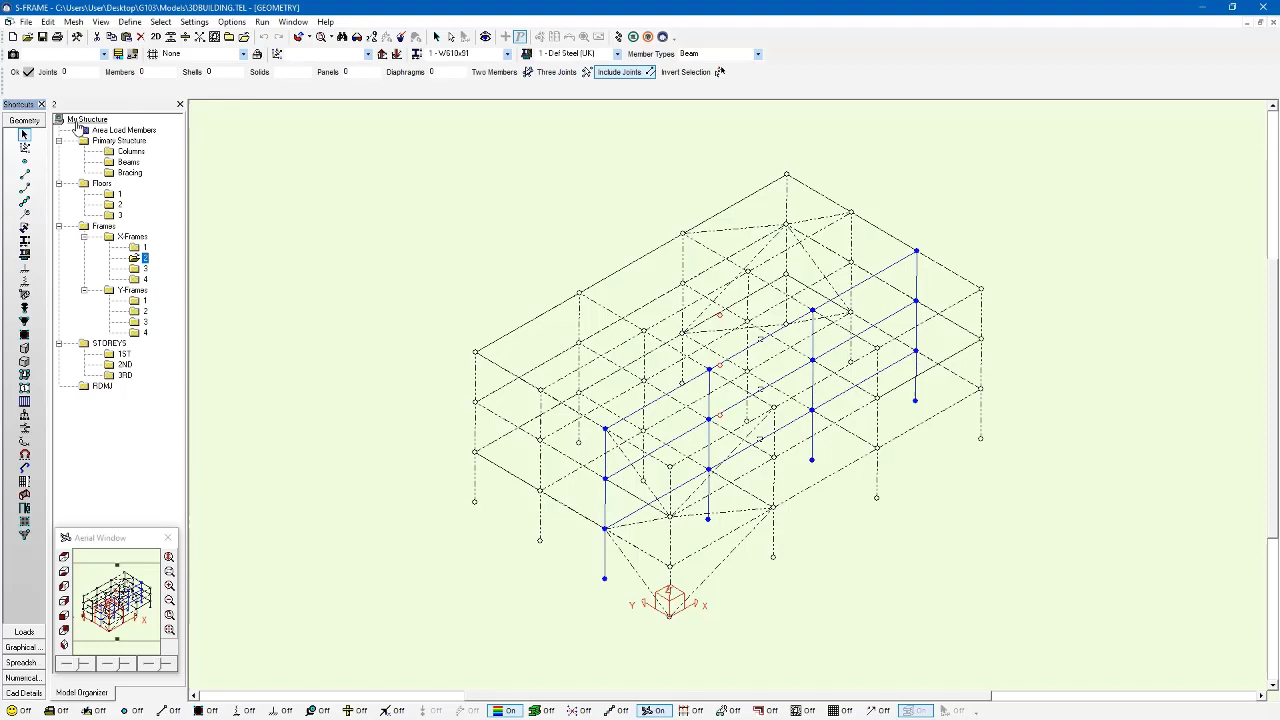 S-FRAME - C:\Users\User\Desktop\G103\Models\3DBUILDING.TEL - [GEOMETRY]
File Edit Mesh View Define Select Settings Options Run Window Help
2D
None 1 - W610x91 1 - Def Steel (UK) Member Types Beam
Ok Joints 0 Members 0 Shells 0 Solids Panels 0 Diaphragms 0 Two Members Three Joints Include Joints Invert Selection
Shortcuts 2
Geometry
My Structure
Area Load Members
Primary Structure
Columns
Beams
Bracing
Floors
1
2
3
Frames
X-Frames
1
2
3
4
Y-Frames
1
2
3
4
STOREYS
1ST
2ND
3RD
RDMJ
Aerial Window
X
Z
Y X
Loads
Graphical ...
Spreadsh...
Numerical...
Cad Details
Model Organizer
Off Off Off Off Off Off Off Off Off Off Off Off Off On Off Off Off On Off Off Off Off Off Off On Off